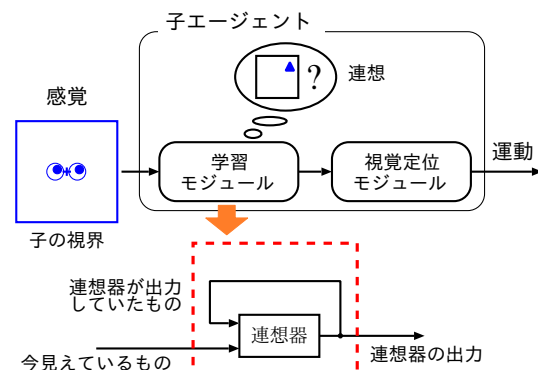 子エージェント
?
連想
感覚
学習
モジュール
視覚定位
モジュール
運動
子の視界
連想器が出力
していたもの
連想器
今見えているもの
連想器の出力